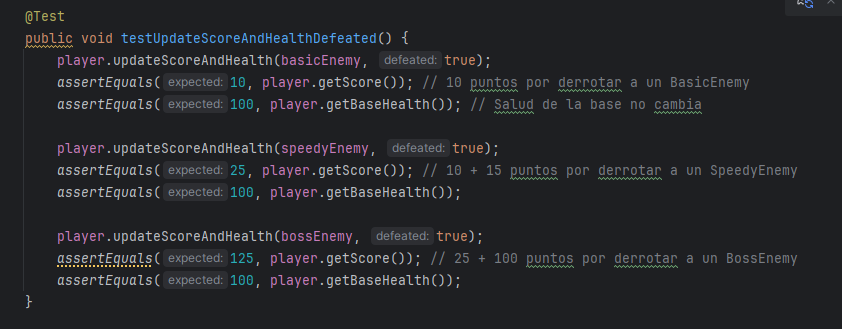 @Test
public void testUpdateScoreAndHealthDefeated() {
    player.updateScoreAndHealth(basicEnemy, defeated: true);
    assertEquals( expected: 10, player.getScore()); // 10 puntos por derrotar a un BasicEnemy
    assertEquals( expected: 100, player.getBaseHealth()); // Salud de la base no cambia

    player.updateScoreAndHealth(speedyEnemy, defeated: true);
    assertEquals( expected: 25, player.getScore()); // 10 + 15 puntos por derrotar a un SpeedyEnemy
    assertEquals( expected: 100, player.getBaseHealth());

    player.updateScoreAndHealth(bossEnemy, defeated: true);
    assertEquals( expected: 125, player.getScore()); // 25 + 100 puntos por derrotar a un BossEnemy
    assertEquals( expected: 100, player.getBaseHealth());
}